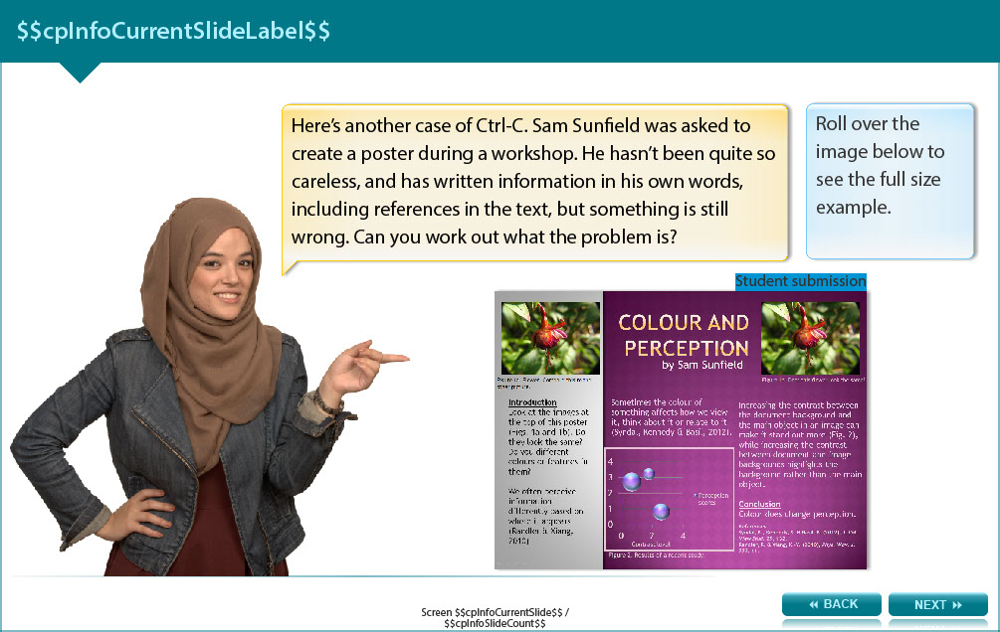 $$cpInfoCurrentSlideLabel$$
Here's another case of Ctrl-C. Sam Sunfield was asked to
create a poster during a workshop. He hasn't been quite so
careless, and has written information in his own words,
including references in the text, but something is still
wrong. Can you work out what the problem is?
Roll over the
image below to
see the full size
example.
Student submission
COLOUR AND
PERCEPTION
by Sam Sunfield
other picture.
Introduction
Look at the images at
the top of this poster
(Figs. 1a and 1b). Do
they look the same?
Do you different
colours or features in
them?
We often perceive
information
differently based on
where it appears
(Randler & Xiang,
2010)
Sometimes the colour of
something affects how we view
it, think about it or relate to it
(Syndal, Kennedy & Basil, 2012).
4
3
2
1
0
0 2 4
Contrast level
Perception
scores
Figure 2. Results of a recent study.
Increasing the contrast between
the document background and
the main object in an image can
make it stand out more (Fig. 2),
while increasing the contrast
between document and image
backgrounds highlights the
background rather than the main
object.
Conclusion
Colour does change perception.
References
Screen $$cpInfoCurrentSlide$$ /
$$cpInfoSlideCount$$
BACK
NEXT